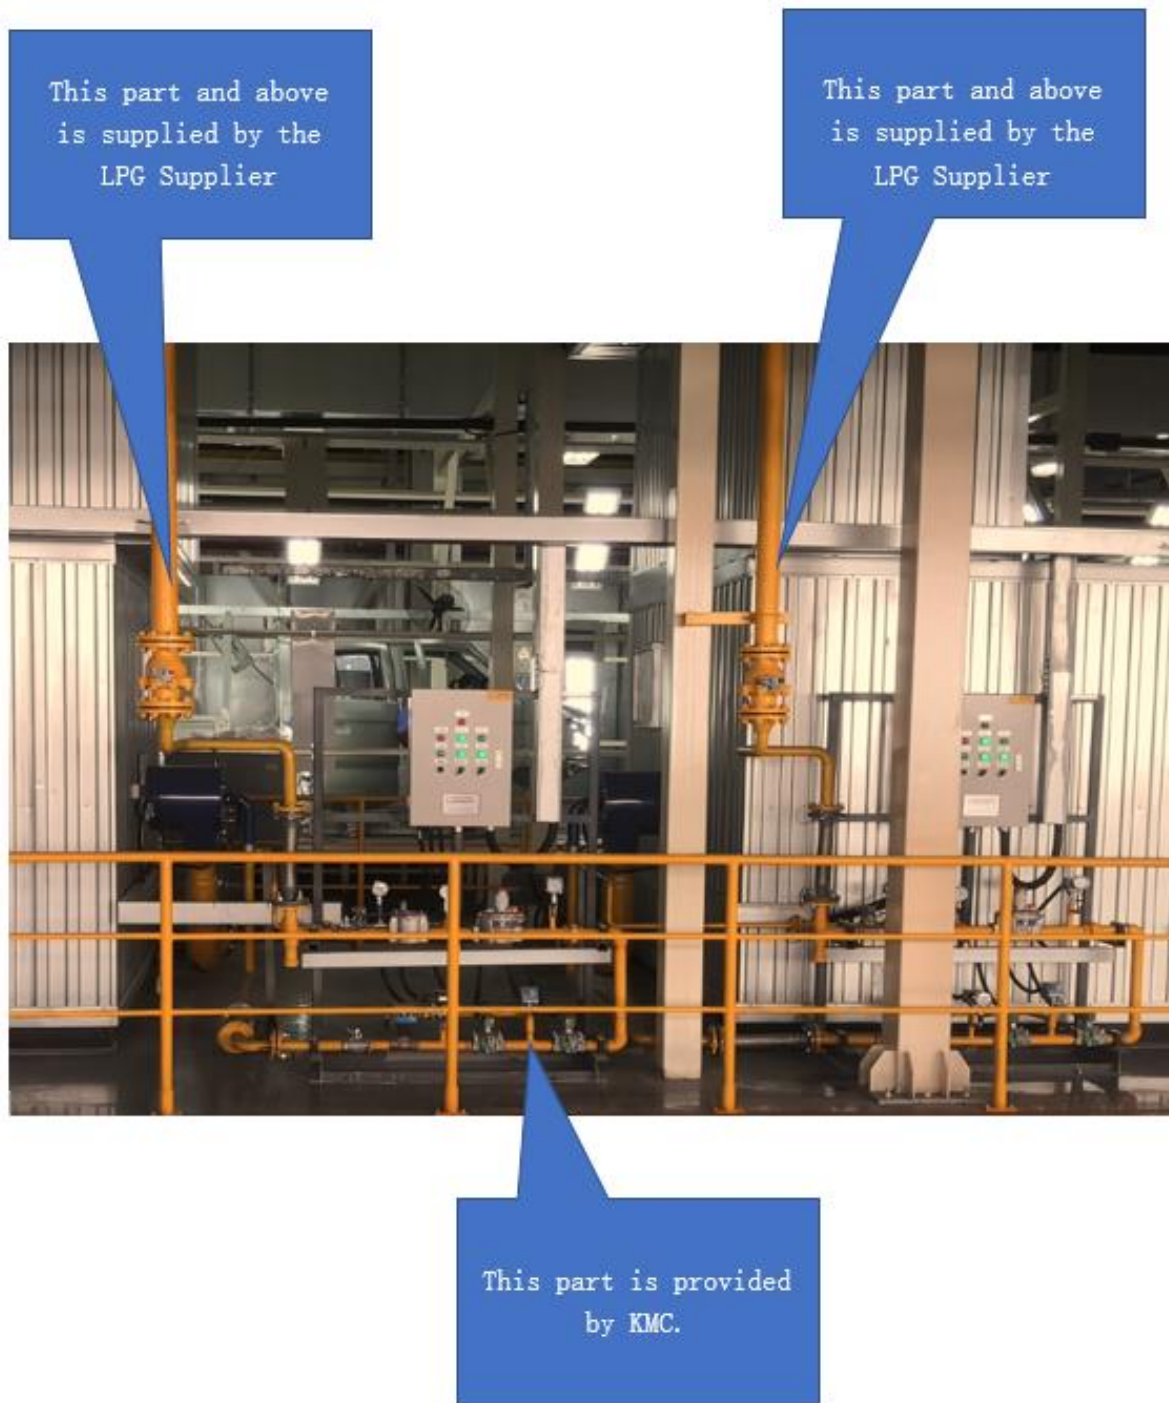 This part and above
is supplied by the
LPG Supplier
This part and above
is supplied by the
LPG Supplier
This part is provided
by KMC.